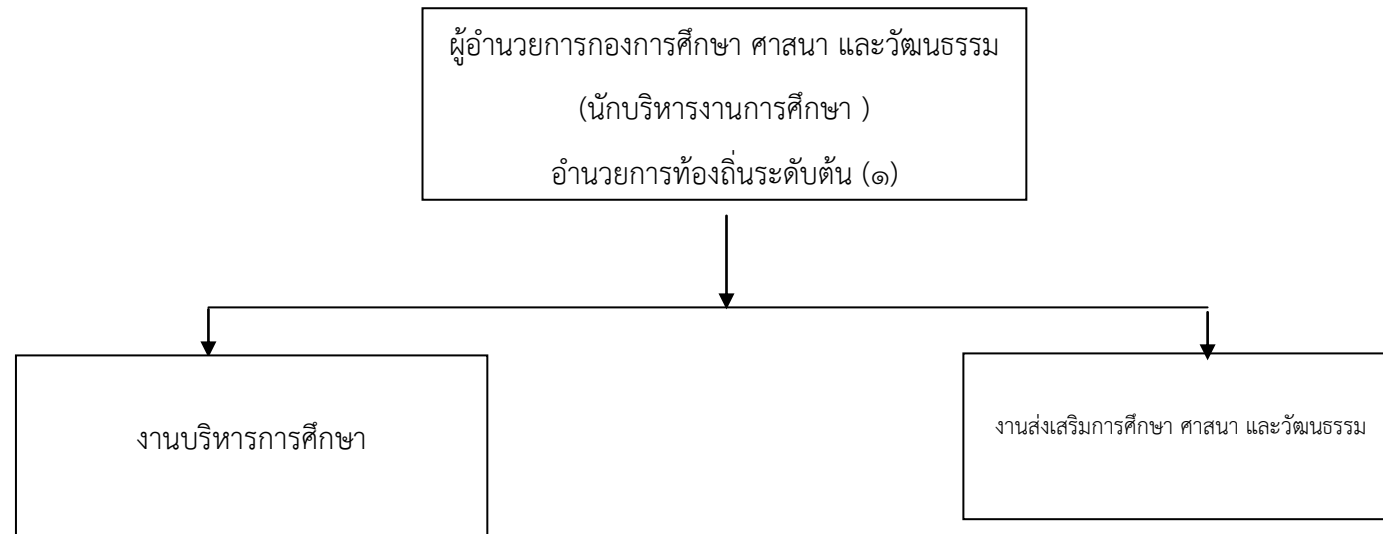 ผู้อำนวยการกองการศึกษา ศาสนา และวัฒนธรรม
(นักบริหารงานการศึกษา )
อำนวยการท้องถิ่นระดับต้น (๑)
งานบริหารการศึกษา
งานส่งเสริมการศึกษา ศาสนา และวัฒนธรรม